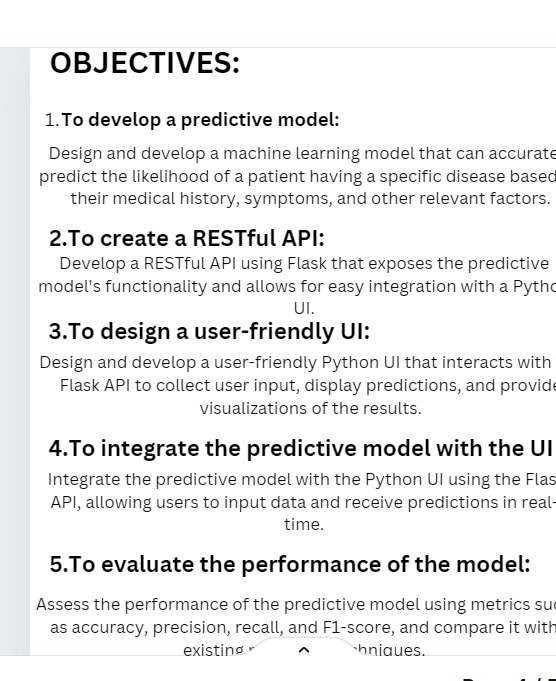 OBJECTIVES:
1.To develop a predictive model:
Design and develop a machine learning model that can accurate
predict the likelihood of a patient having a specific disease based
their medical history, symptoms, and other relevant factors.
2.To create a RESTful API:
Develop a RESTful API using Flask that exposes the predictive
model's functionality and allows for easy integration with a Pytho
UI.
3.To design a user-friendly UI:
Design and develop a user-friendly Python UI that interacts with
Flask API to collect user input, display predictions, and provide
visualizations of the results.
4.To integrate the predictive model with the UI
Integrate the predictive model with the Python UI using the Flas
API, allowing users to input data and receive predictions in real-
time.
5.To evaluate the performance of the model:
Assess the performance of the predictive model using metrics suc
as accuracy, precision, recall, and F1-score, and compare it with
existing